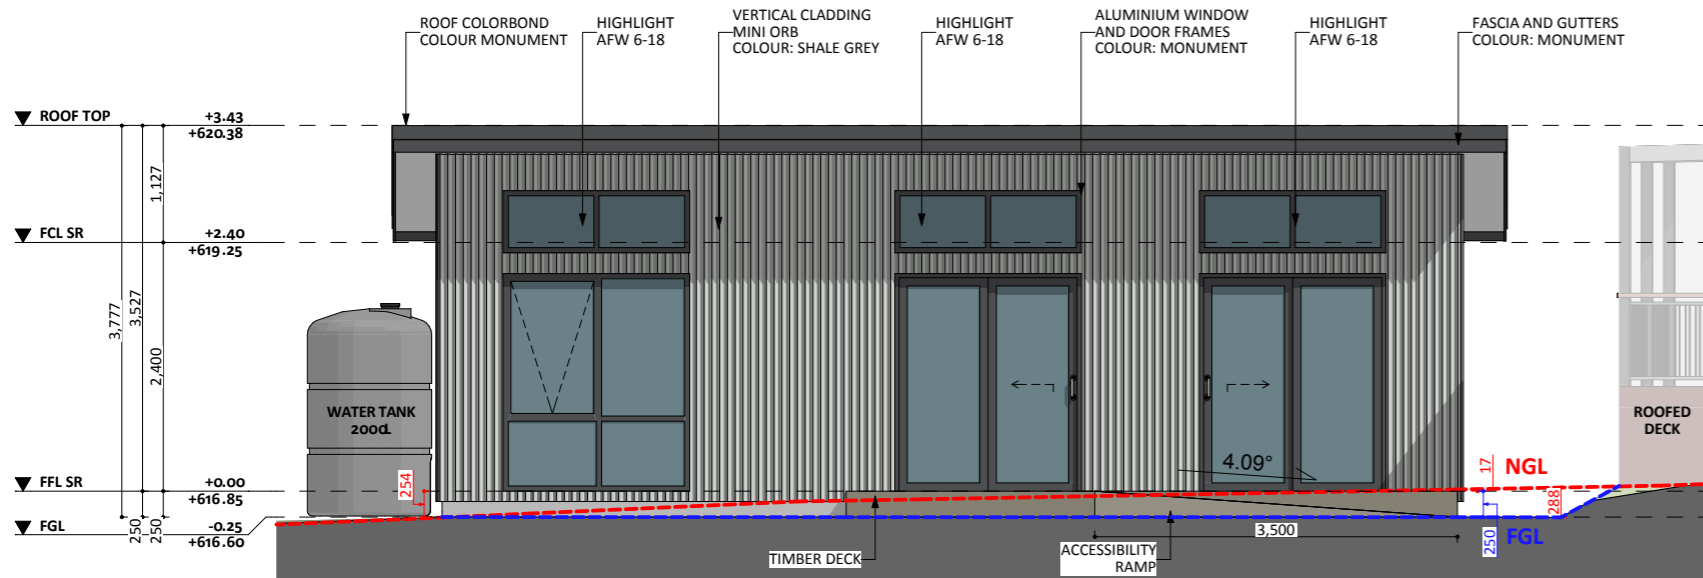 ROOF COLORBOND
COLOUR MONUMENT
HIGHLIGHT
AFW 6-18
VERTICAL CLADDING
MINI ORB
COLOUR: SHALE GREY
HIGHLIGHT
AFW 6-18
ALUMINIUM WINDOW
AND DOOR FRAMES
COLOUR: MONUMENT
HIGHLIGHT
AFW 6-18
FASCIA AND GUTTERS
COLOUR: MONUMENT
ROOF TOP +3.43
+620.38
1,127
FCL SR +2.40
+619.25
3,777
3,527
2,400
WATER TANK
2000L
ROOFED
DECK
4.09°
254
17
NGL
288
FFL SR +0.00
+616.85
FGL -0.25
+616.60
250
250
250
FGL
3,500
TIMBER DECK
ACCESSIBILITY
RAMP